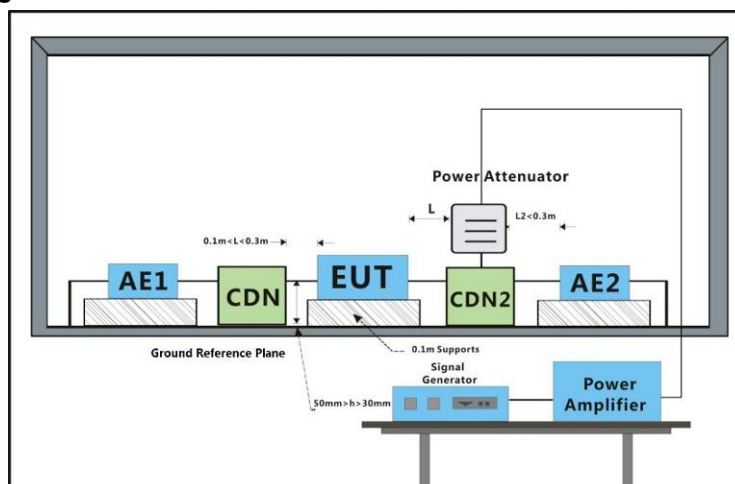 Power Attenuator
L
L2<0.3m
0.1m<L<0.3m
AE1
CDN
EUT
CDN2
AE2
Ground Reference Plane
0.1m Supports
Signal
Generator
50mm>h>30mm
Power
Amplifier